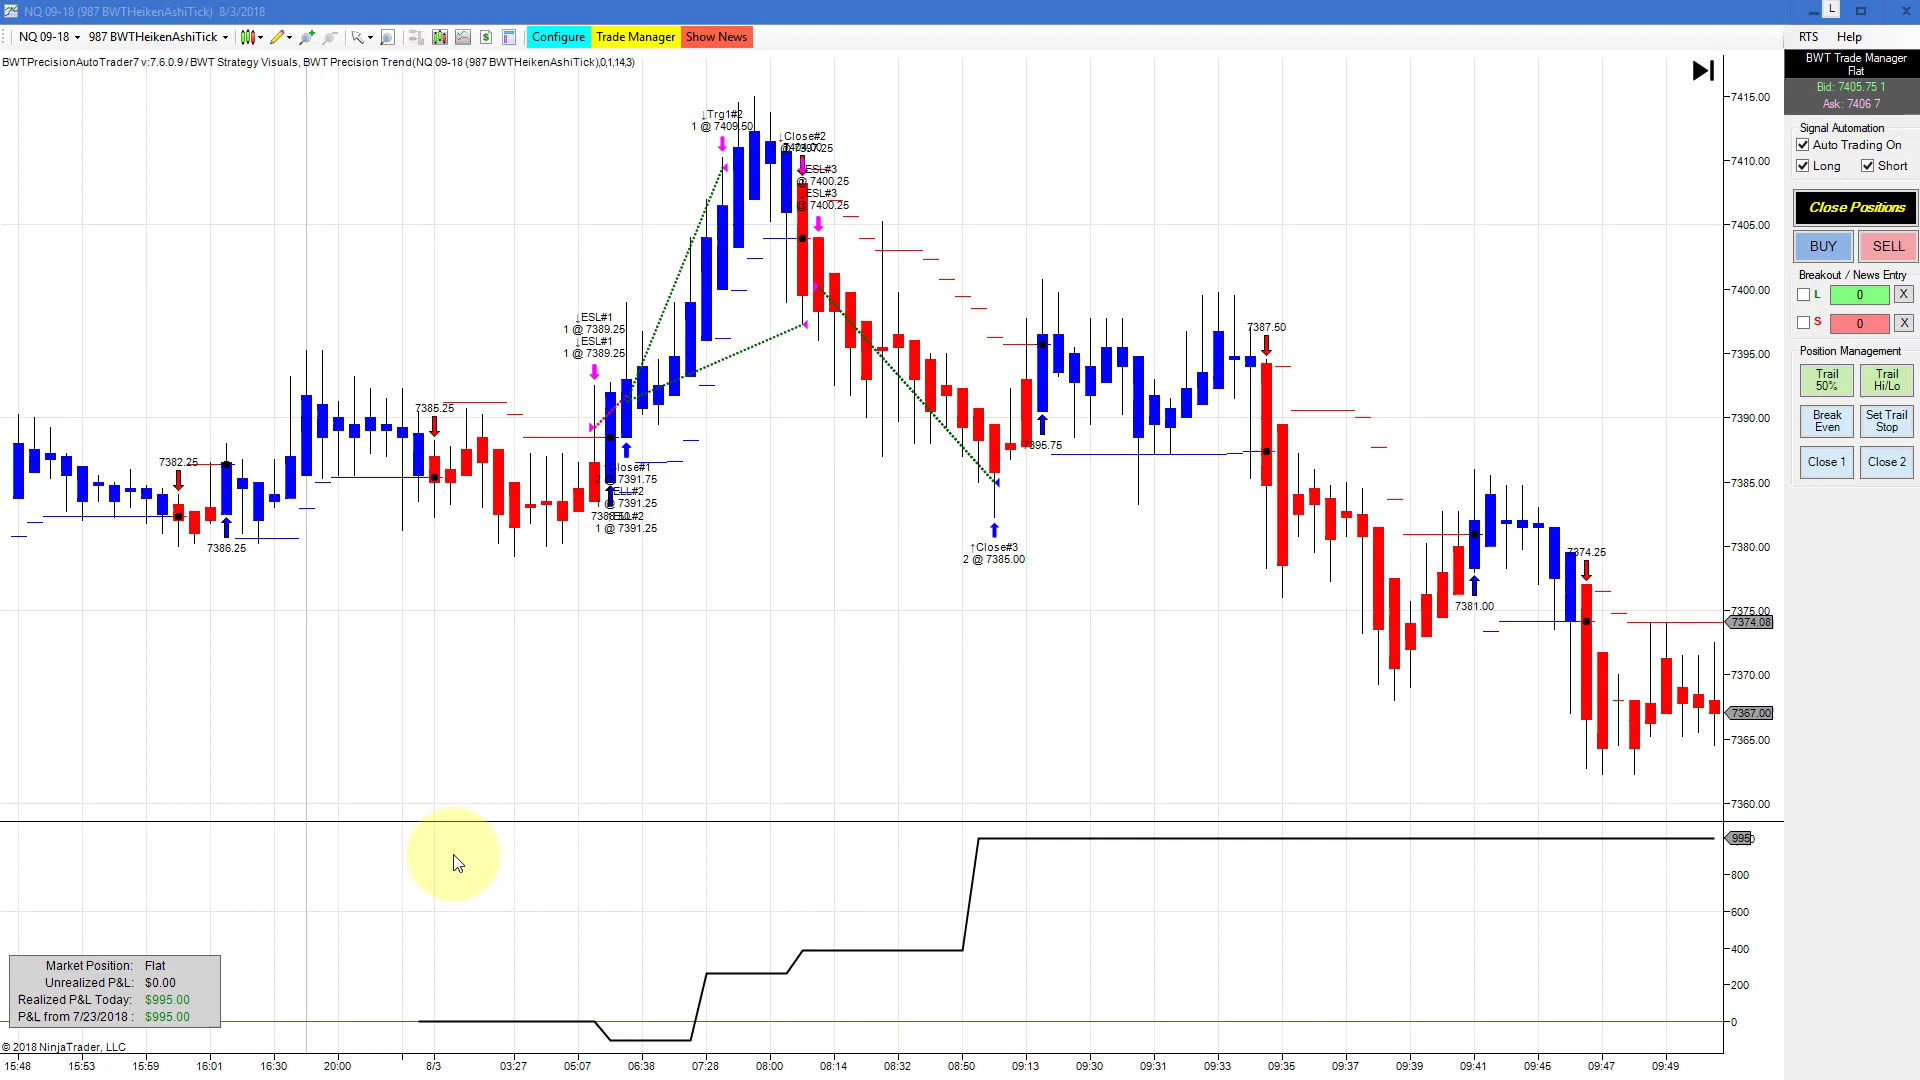 NQ 09-18 (987 BWTHeikenAshiTick)  8/3/2018
L
NQ 09-18 987 BWTHeikenAshiTick Configure Trade Manager Show News
RTS Help
BWTPrecisionAutoTrader7 v:7.6.0.9 / BWT Strategy Visuals, BWT Precision Trend(NQ 09-18 (987 BWTHeikenAshiTick),0,1,14,3)
BWT Trade Manager
Flat
Bid: 7405.75 1
Ask: 7406 7
Signal Automation
Auto Trading On
Long Short
Close Positions
BUY SELL
Breakout / News Entry
L 0 X
S 0 X
Position Management
Trail 50%
Trail Hi/Lo
Break Even
Set Trail Stop
Close 1 Close 2
↓Trg1#2
1 @ 7409.50
↓Close#2
ESL#3
@ 7400.25
ESL#3
@ 7400.25
↓ESL#1
1 @ 7389.25
↓ESL#1
1 @ 7389.25
7382.25
7386.25
7385.25
Close#1
2 @ 7391.75
ELL#2
1 @ 7391.25
1 @ 7391.25
↑Close#3
2 @ 7385.00
7395.75
7387.50
7381.00
7374.25
7415.00
7410.00
7405.00
7400.00
7395.00
7390.00
7385.00
7380.00
7375.00
7374.08
7370.00
7367.00
7365.00
7360.00
995
800
600
400
200
0
Market Position: Flat
Unrealized P&L: $0.00
Realized P&L Today: $995.00
P&L from 7/23/2018 : $995.00
© 2018 NinjaTrader, LLC
15:48 15:53 15:59 16:01 16:30 20:00 8/3 03:27 05:07 06:38 07:28 08:00 08:14 08:32 08:50 09:13 09:30 09:31 09:33 09:35 09:37 09:39 09:41 09:45 09:47 09:49